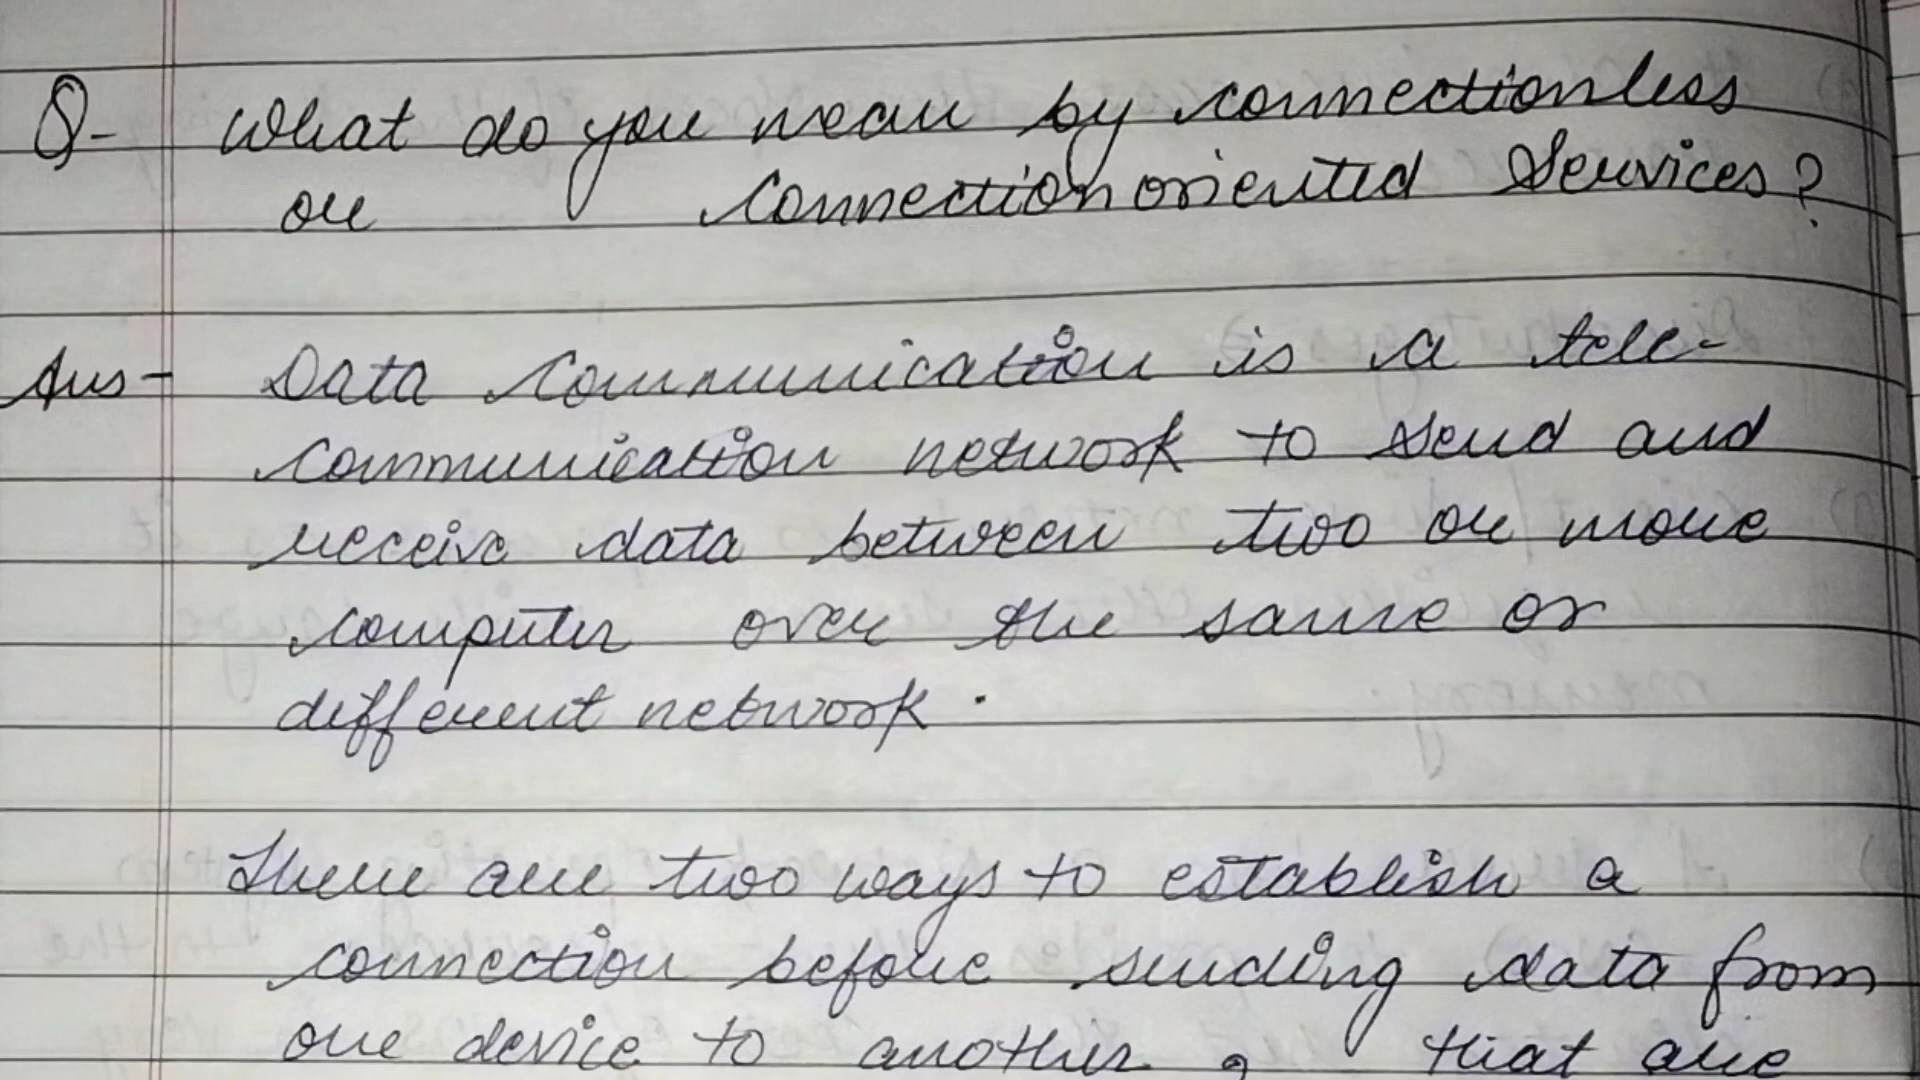 Q- What do you mean by connectionless
or connection oriented Services?
Ans- Data communication is a tele-
communication network to send and
receive data between two or more
computer over the same or
different network.
There are two ways to establish a
connection before sending data from
one device to another, that are